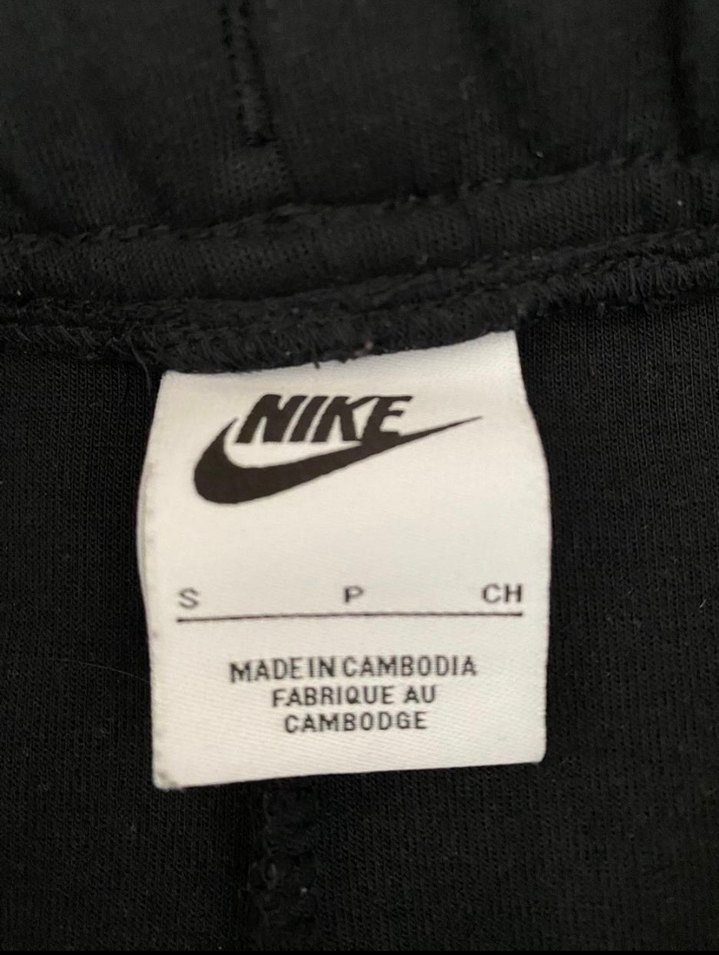 NIKE
S P CH
MADE IN CAMBODIA
FABRIQUE AU
CAMBODGE